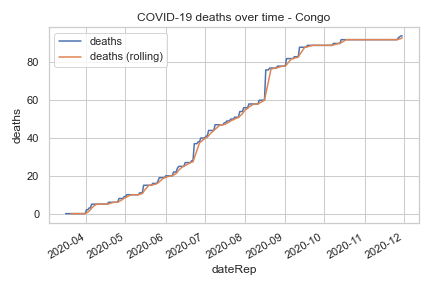 COVID-19 deaths over time - Congo
deaths
deaths (rolling)
80
60
40
20
0
deaths
2020-04
2020-05
2020-06
2020-07
2020-08
2020-09
2020-10
2020-11
2020-12
dateRep